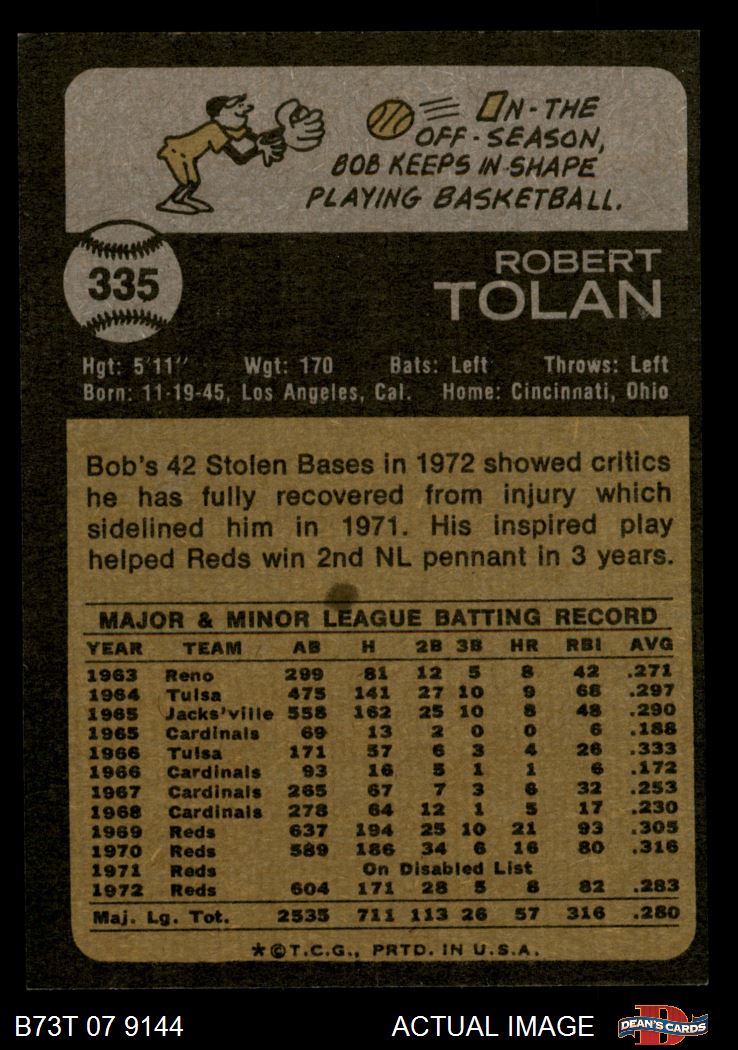 ON-THE
OFF-SEASON,
BOB KEEPS IN SHAPE
PLAYING BASKETBALL.
335
ROBERT
TOLAN
Hgt: 5'11" Wgt: 170 Bats: Left Throws: Left
Born: 11-19-45, Los Angeles, Cal. Home: Cincinnati, Ohio
Bob's 42 Stolen Bases in 1972 showed critics
he has fully recovered from injury which
sidelined him in 1971. His inspired play
helped Reds win 2nd NL pennant in 3 years.
MAJOR & MINOR LEAGUE BATTING RECORD
YEAR TEAM AB H 2B 3B HR RBI AVG
1963 Reno 299 81 12 5 8 42 .271
1964 Tulsa 475 141 27 10 9 68 .297
1965 Jacks'ville 558 162 25 10 8 48 .290
1965 Cardinals 69 13 2 0 0 6 .188
1966 Tulsa 171 57 6 3 4 26 .333
1966 Cardinals 93 16 5 1 1 6 .172
1967 Cardinals 265 67 7 3 6 32 .253
1968 Cardinals 278 64 12 1 5 17 .230
1969 Reds 637 194 25 10 21 93 .305
1970 Reds 589 186 34 6 16 80 .316
1971 Reds On Disabled List
1972 Reds 604 171 28 5 8 82 .283
Maj. Lg. Tot. 2535 711 113 26 57 316 .280
*©T.C.G., PRTD. IN U.S.A.
B73T 07 9144 ACTUAL IMAGE DEAN'S CARDS